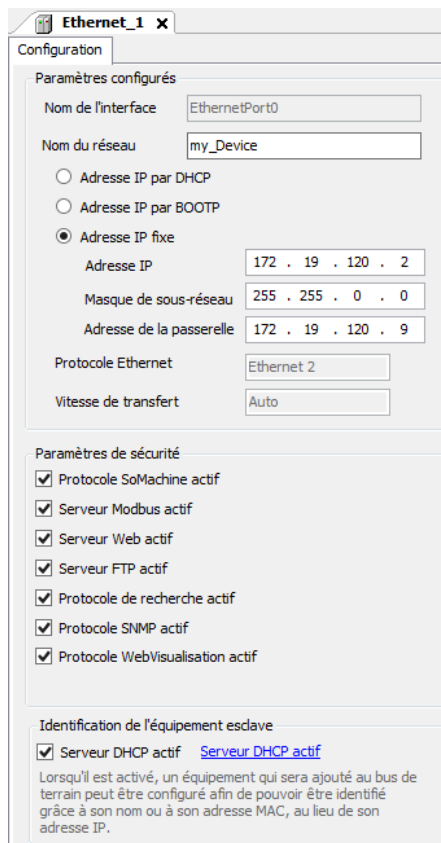 Ethernet_1 x
Configuration
Paramètres configurés
Nom de l'interface EthernetPort0
Nom du réseau my_Device
Adresse IP par DHCP
Adresse IP par BOOTP
Adresse IP fixe
Adresse IP 172 . 19 . 120 . 2
Masque de sous-réseau 255 . 255 . 0 . 0
Adresse de la passerelle 172 . 19 . 120 . 9
Protocole Ethernet Ethernet 2
Vitesse de transfert Auto
Paramètres de sécurité
Protocole SoMachine actif
Serveur Modbus actif
Serveur Web actif
Serveur FTP actif
Protocole de recherche actif
Protocole SNMP actif
Protocole WebVisualisation actif
Identification de l'équipement esclave
Serveur DHCP actif Serveur DHCP actif
Lorsqu'il est activé, un équipement qui sera ajouté au bus de
terrain peut être configuré afin de pouvoir être identifié
grâce à son nom ou à son adresse MAC, au lieu de son
adresse IP.